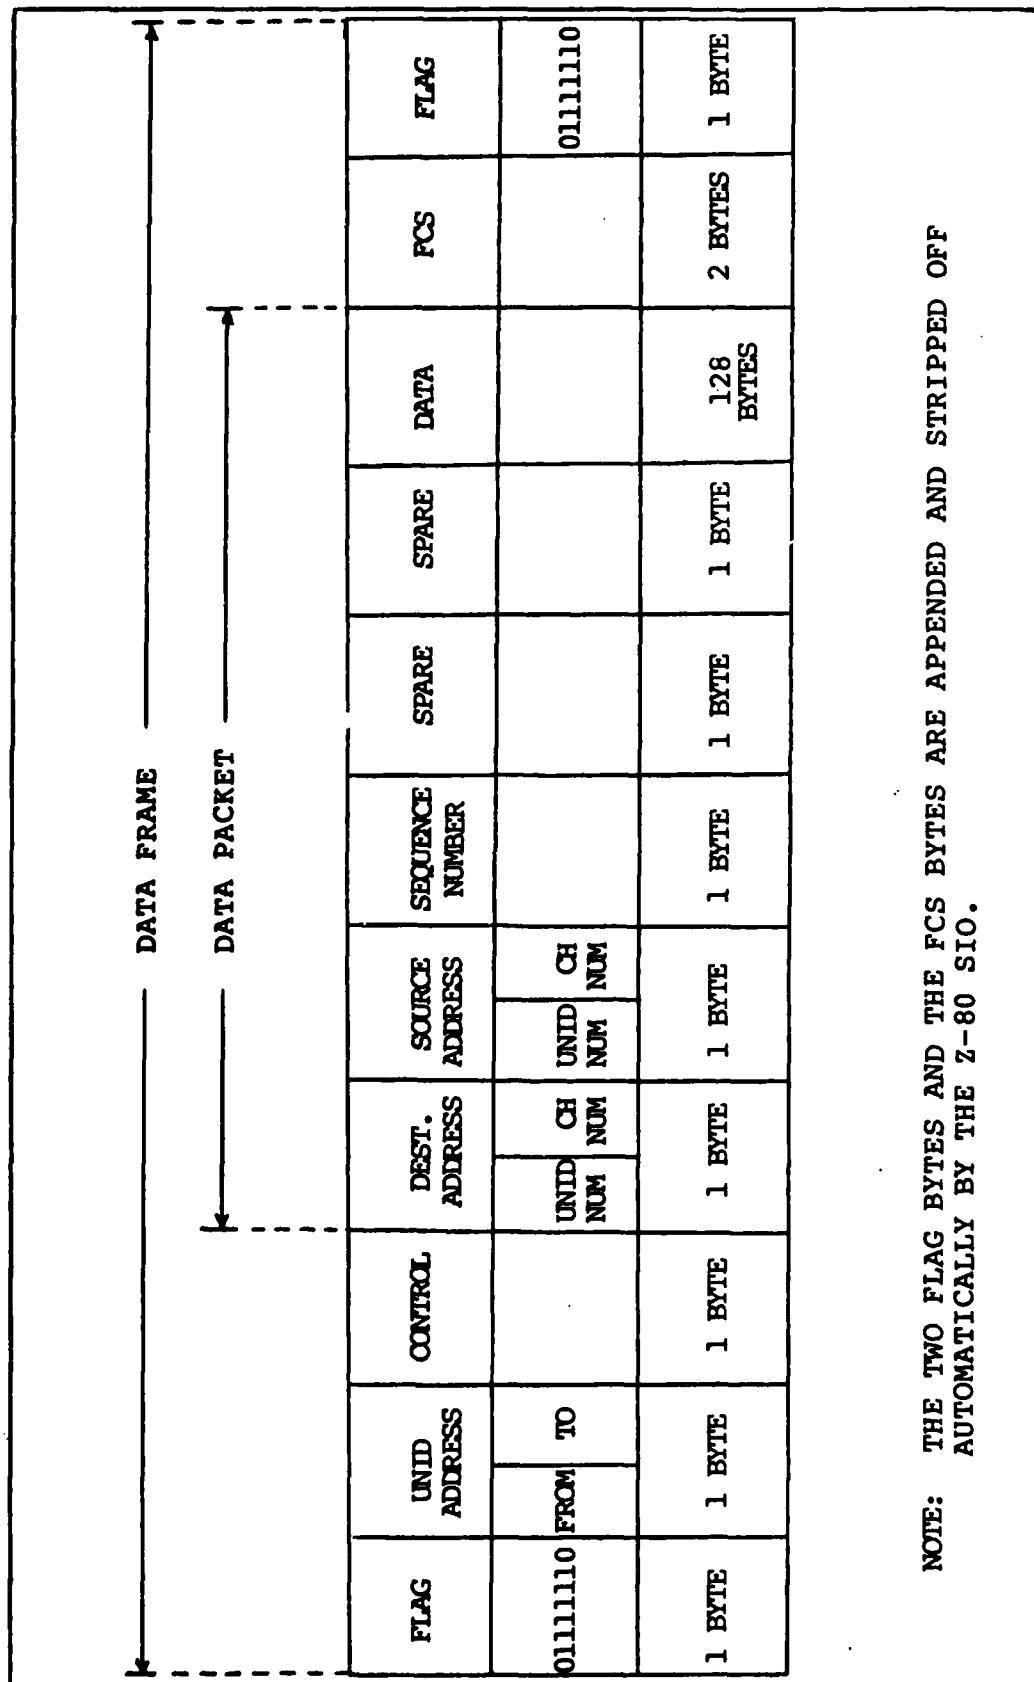 DATA FRAME
DATA PACKET
FLAG
UNID ADDRESS
CONTROL
DEST. ADDRESS
SOURCE ADDRESS
SEQUENCE NUMBER
SPARE
SPARE
DATA
FCS
FLAG
01111110
FROM
TO
UNID NUM
CH NUM
UNID NUM
CH NUM
01111110
1 BYTE
1 BYTE
1 BYTE
1 BYTE
1 BYTE
1 BYTE
1 BYTE
1 BYTE
128 BYTES
2 BYTES
1 BYTE
NOTE: THE TWO FLAG BYTES AND THE FCS BYTES ARE APPENDED AND STRIPPED OFF
AUTOMATICALLY BY THE Z-80 SIO.